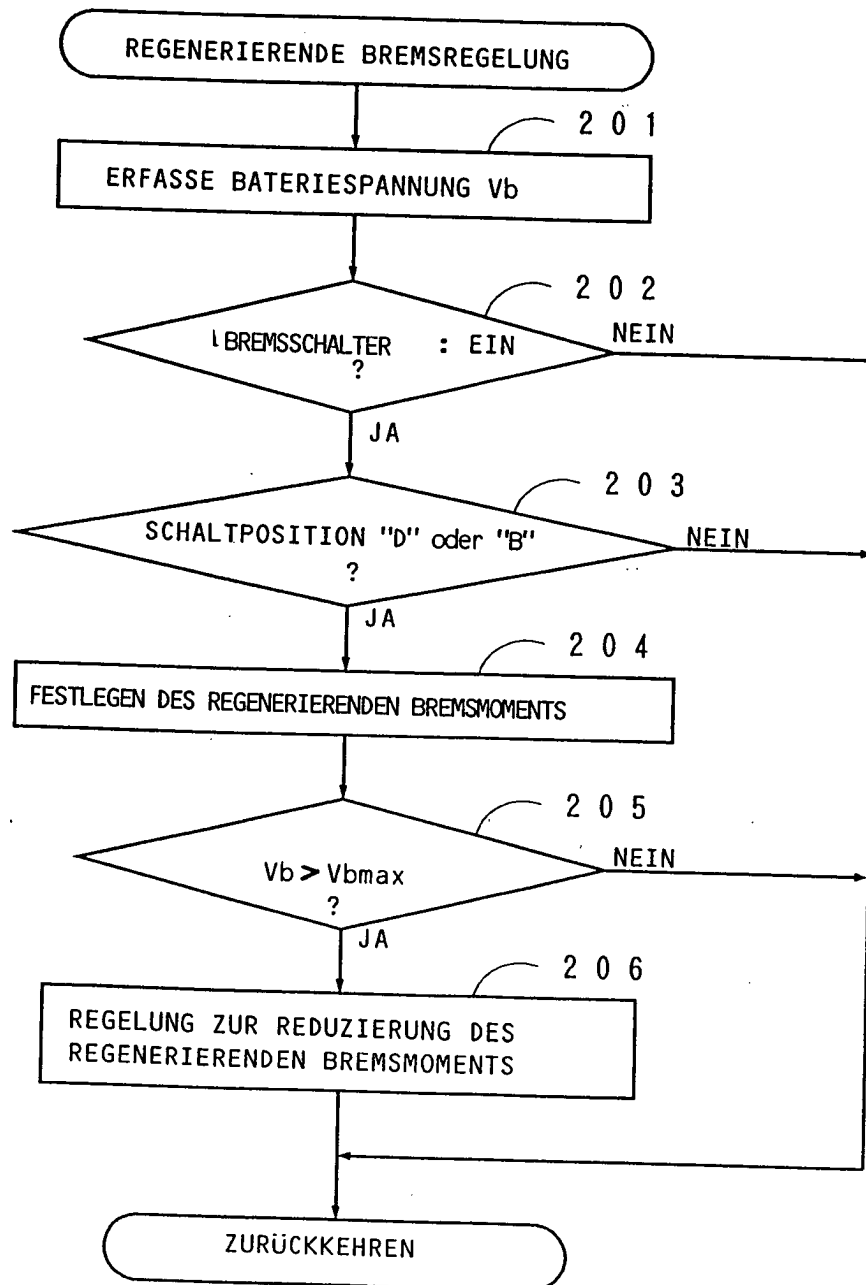 REGENERIERENDE BREMSREGELUNG
201
ERFASSE BATERIESPANNUNG Vb
202
BREMSSCHALTER : EIN
?
NEIN
JA
203
SCHALTPOSITION "D" oder "B"
?
NEIN
JA
204
FESTLEGEN DES REGENERIERENDEN BREMSMOMENTS
205
Vb > Vbmax
?
NEIN
JA
206
REGELUNG ZUR REDUZIERUNG DES
REGENERIERENDEN BREMSMOMENTS
ZURÜCKKEHREN